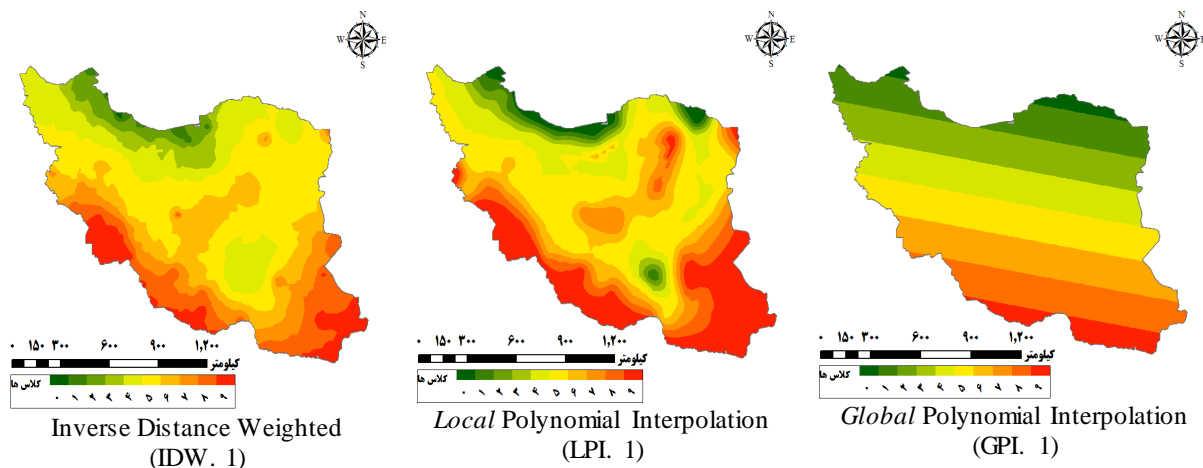 N
W E
S
۰ ۱۵۰ ۳۰۰ ۶۰۰ ۹۰۰ ۱,۲۰۰
کیلومتر
کلاس ها
۰ ۱ ۲ ۳ ۴ ۵ ۶ ۷ ۸ ۹
Inverse Distance Weighted
(IDW. 1)
N
W E
S
۰ ۱۵۰ ۳۰۰ ۶۰۰ ۹۰۰ ۱,۲۰۰
کیلومتر
کلاس ها
۰ ۱ ۲ ۳ ۴ ۵ ۶ ۷ ۸ ۹
Local Polynomial Interpolation
(LPI. 1)
N
W E
S
۰ ۱۵۰ ۳۰۰ ۶۰۰ ۹۰۰ ۱,۲۰۰
کیلومتر
کلاس ها
۰ ۱ ۲ ۳ ۴ ۵ ۶ ۷ ۸ ۹
Global Polynomial Interpolation
(GPI. 1)